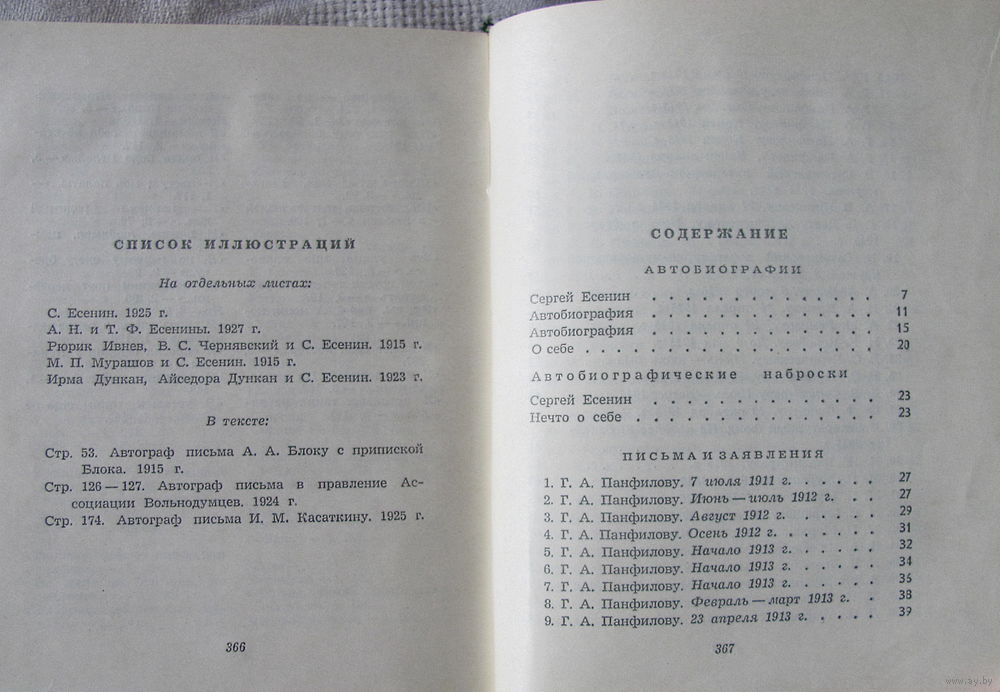 СПИСОК ИЛЛЮСТРАЦИЙ
На отдельных листах:
С. Есенин. 1925 г.
А. Н. и Т. Ф. Есенины. 1927 г.
Рюрик Ивнев, В. С. Чернявский и С. Есенин. 1915 г.
М. П. Мурашов и С. Есенин. 1915 г.
Ирма Дункан, Айседора Дункан и С. Есенин. 1923 г.
В тексте:
Стр. 53. Автограф письма А. А. Блоку с припиской
Блока. 1915 г.
Стр. 126—127. Автограф письма в правление Ас-
социации Вольнодумцев. 1924 г.
Стр. 174. Автограф письма И. М. Касаткину. 1925 г.
366
СОДЕРЖАНИЕ
АВТОБИОГРАФИИ
Сергей Есенин . . . . . . . . . . . . . . 7
Автобиография . . . . . . . . . . . . . . 11
Автобиография . . . . . . . . . . . . . . 15
О себе . . . . . . . . . . . . . . . . . . 20
Автобиографические наброски
Сергей Есенин . . . . . . . . . . . . . . 23
Нечто о себе . . . . . . . . . . . . . . . 23
ПИСЬМА И ЗАЯВЛЕНИЯ
1. Г. А. Панфилову. 7 июля 1911 г. . . . . . 27
2. Г. А. Панфилову. Июнь—июль 1912 г. . . . 27
3. Г. А. Панфилову. Август 1912 г. . . . . . 29
4. Г. А. Панфилову. Осень 1912 г. . . . . . . 31
5. Г. А. Панфилову. Начало 1913 г. . . . . . 32
6. Г. А. Панфилову. Начало 1913 г. . . . . . 34
7. Г. А. Панфилову. Начало 1913 г. . . . . . 36
8. Г. А. Панфилову. Февраль—март 1913 г. . 38
9. Г. А. Панфилову. 23 апреля 1913 г. . . . . 39
367
www.ay.by